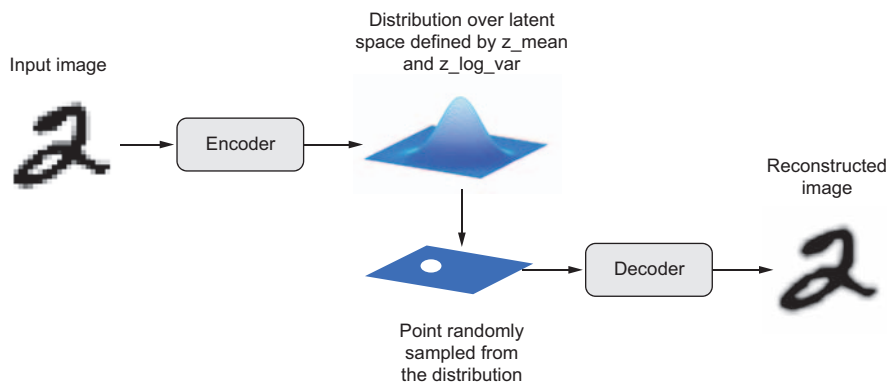 Input image
Encoder
Distribution over latent
space defined by z_mean
and z_log_var
Point randomly
sampled from
the distribution
Decoder
Reconstructed
image